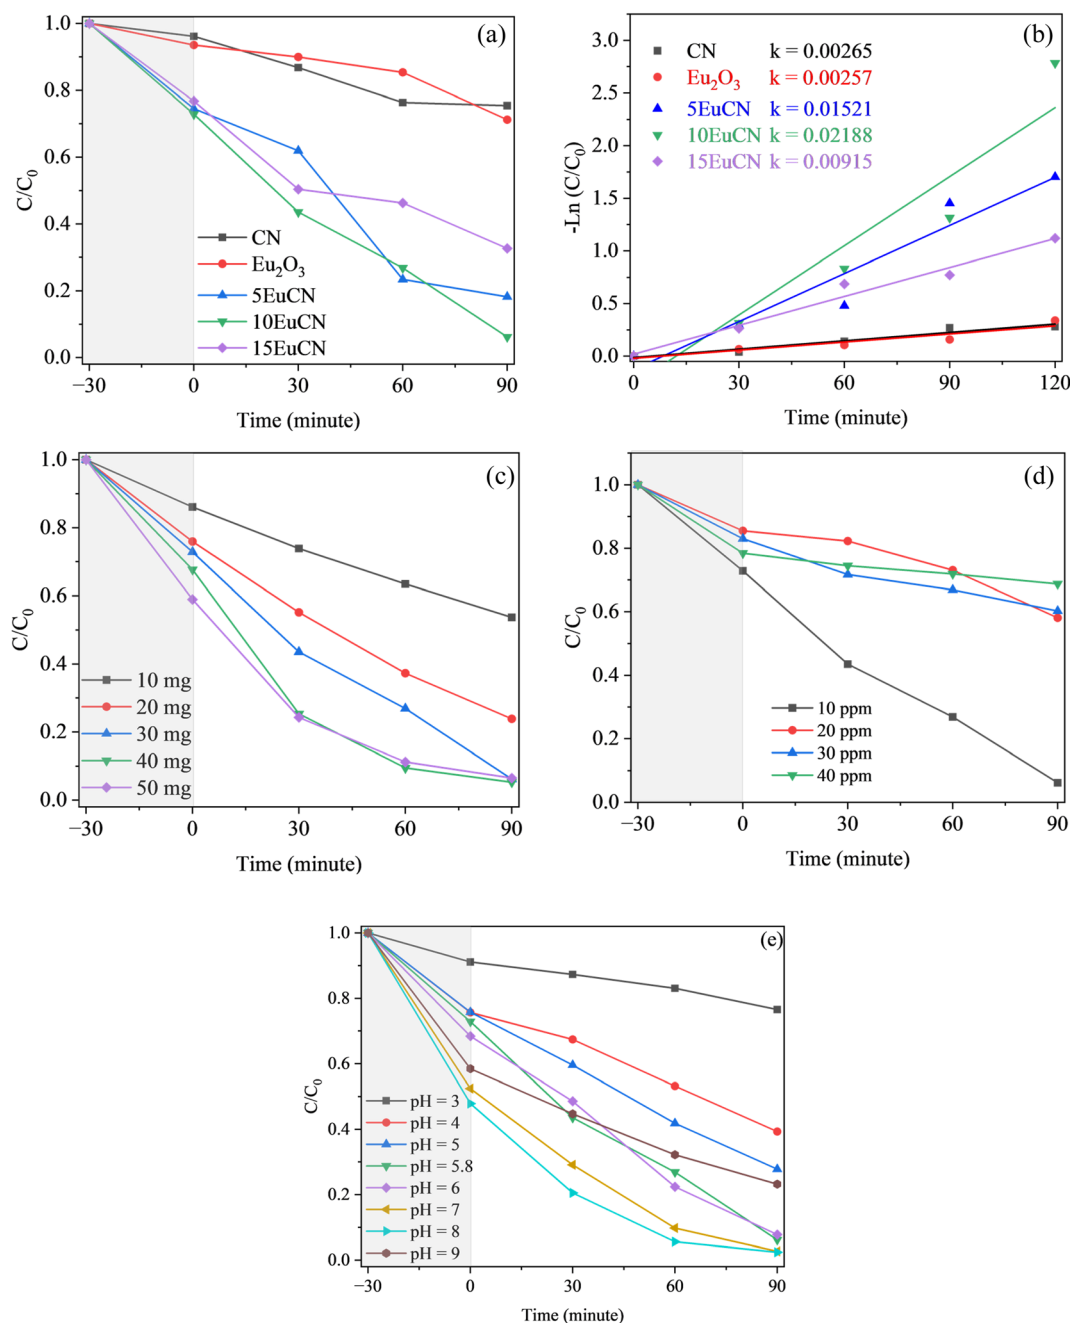 (a)
C/C0
1.0
0.8
0.6
0.4
0.2
0.0
CN
Eu2O3
5EuCN
10EuCN
15EuCN
−30 0 30 60 90
Time (minute)
(b)
-Ln (C/C0)
3.0
2.5
2.0
1.5
1.0
0.5
0.0
CN k = 0.00265
Eu2O3 k = 0.00257
5EuCN k = 0.01521
10EuCN k = 0.02188
15EuCN k = 0.00915
0 30 60 90 120
Time (minute)
(c)
C/C0
1.0
0.8
0.6
0.4
0.2
0.0
10 mg
20 mg
30 mg
40 mg
50 mg
−30 0 30 60 90
Time (minute)
(d)
C/C0
1.0
0.8
0.6
0.4
0.2
0.0
10 ppm
20 ppm
30 ppm
40 ppm
−30 0 30 60 90
Time (minute)
(e)
C/C0
1.0
0.8
0.6
0.4
0.2
0.0
pH = 3
pH = 4
pH = 5
pH = 5.8
pH = 6
pH = 7
pH = 8
pH = 9
−30 0 30 60 90
Time (minute)